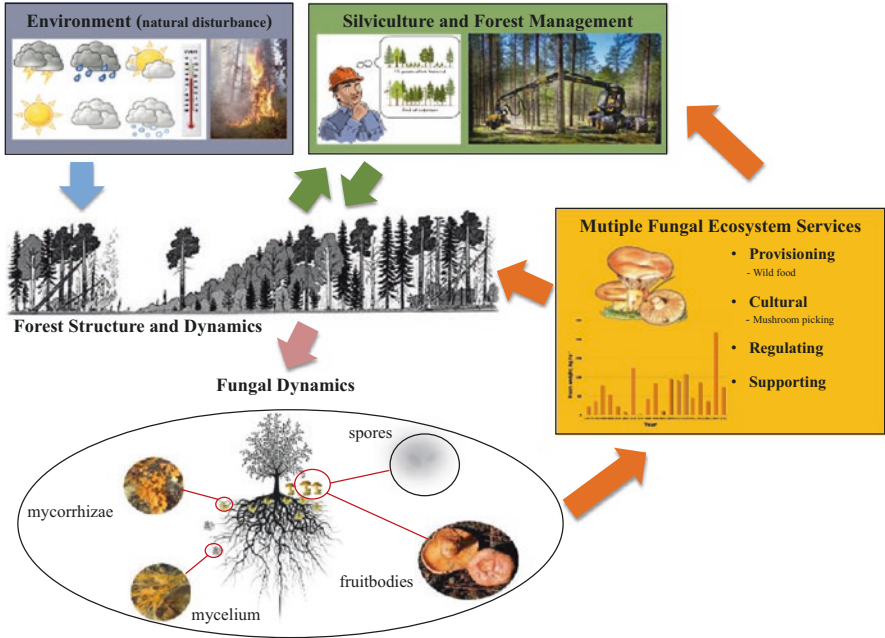 Environment (natural disturbance)
Silviculture and Forest Management
Mutiple Fungal Ecosystem Services
• Provisioning
- Wild food
• Cultural
- Mushroom picking
• Regulating
• Supporting
Year
Forest Structure and Dynamics
Fungal Dynamics
spores
mycorrhizae
fruitbodies
mycelium